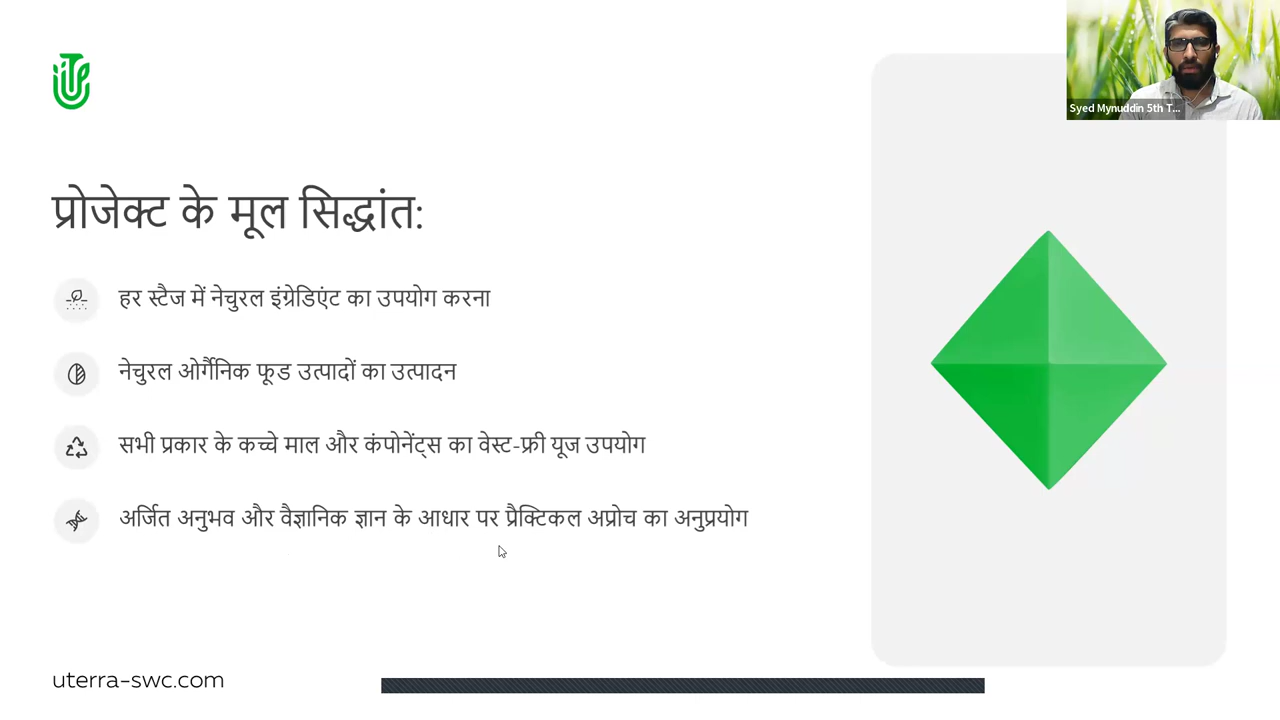 Syed Mynuddin 5th T...
प्रोजेक्ट के मूल सिद्धांत:
हर स्टैज में नेचुरल इंग्रेडिएंट का उपयोग करना
नेचुरल ओर्गैनिक फूड उत्पादों का उत्पादन
सभी प्रकार के कच्चे माल और कंपोनेंट्स का वेस्ट-फ्री यूज उपयोग
अर्जित अनुभव और वैज्ञानिक ज्ञान के आधार पर प्रैक्टिकल अप्रोच का अनुप्रयोग
uterra-swc.com